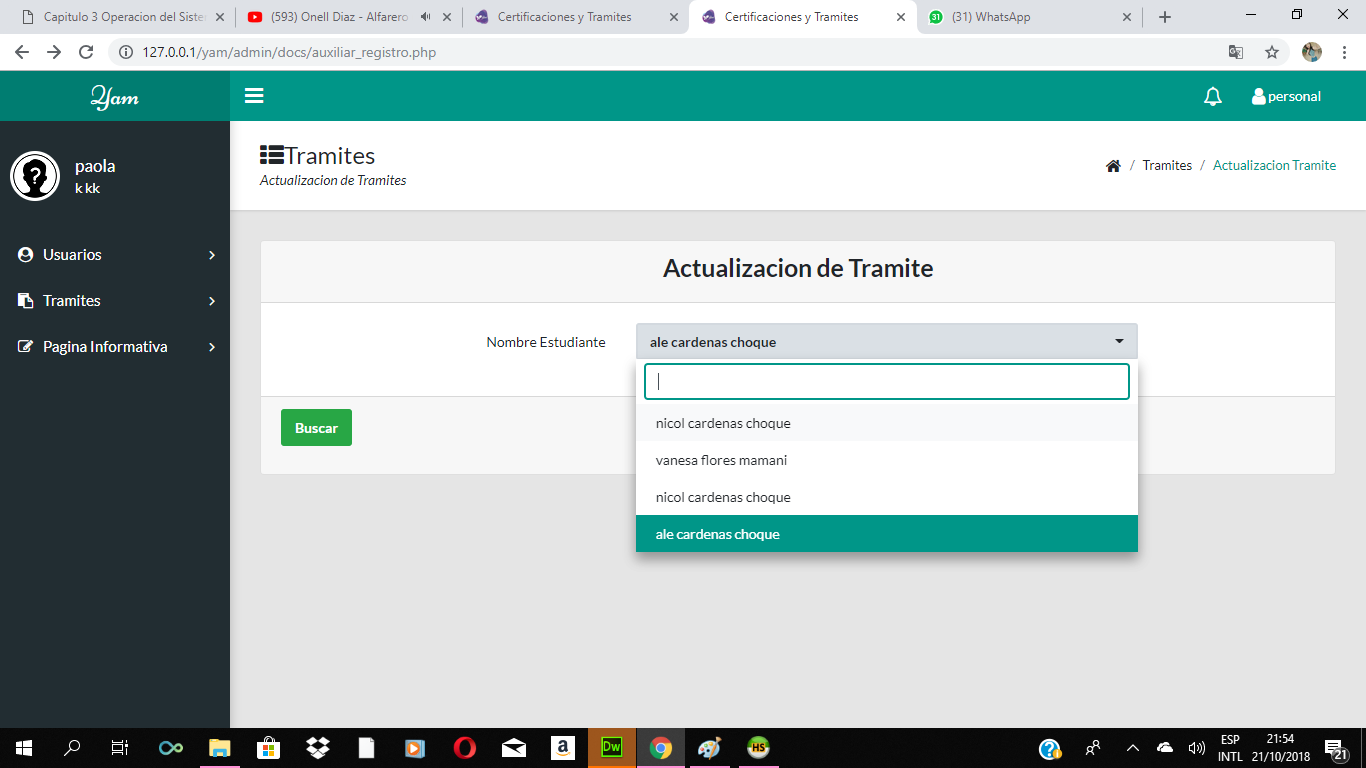 Capitulo 3 Operacion del Siste
(593) Onell Diaz - Alfarero
Certificaciones y Tramites
Certificaciones y Tramites
31
(31) WhatsApp
127.0.0.1/yam/admin/docs/auxiliar_registro.php
Yam
personal
paola
k kk
Tramites
Actualizacion de Tramites
/ Tramites / Actualizacion Tramite
Usuarios
Tramites
Pagina Informativa
Actualizacion de Tramite
Nombre Estudiante
ale cardenas choque
nicol cardenas choque
vanesa flores mamani
nicol cardenas choque
ale cardenas choque
Buscar
a
Dw
HS
ESP
INTL
21:54
21/10/2018
21